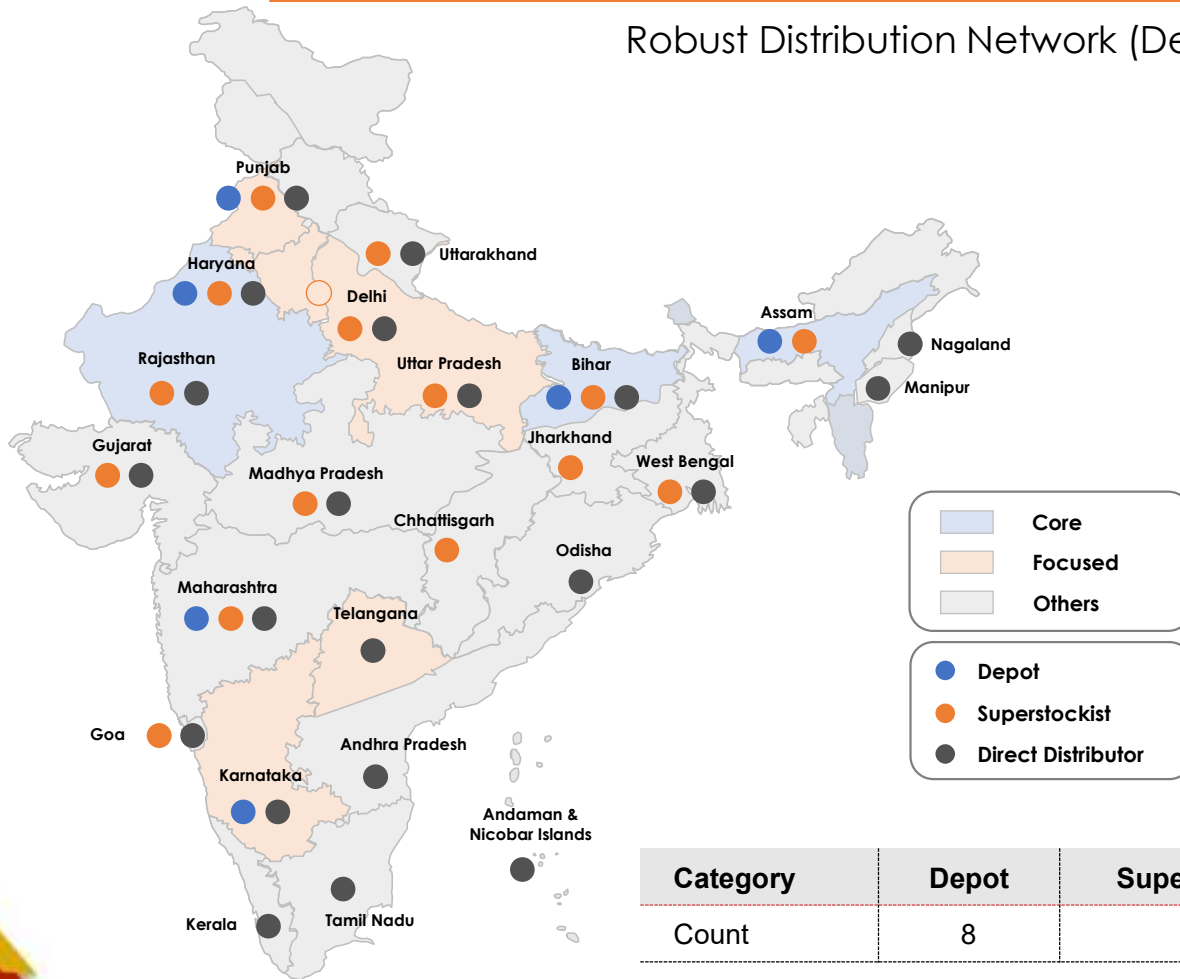 Robust Distribution Network (De
Punjab
Uttarakhand
Haryana
Delhi
Assam
Nagaland
Rajasthan
Uttar Pradesh
Bihar
Manipur
Gujarat
Jharkhand
Madhya Pradesh
West Bengal
Chhattisgarh
Odisha
Maharashtra
Telangana
Goa
Andhra Pradesh
Karnataka
Andaman &
Nicobar Islands
Kerala
Tamil Nadu
Core
Focused
Others
Depot
Superstockist
Direct Distributor
Category Depot Supe
Count 8